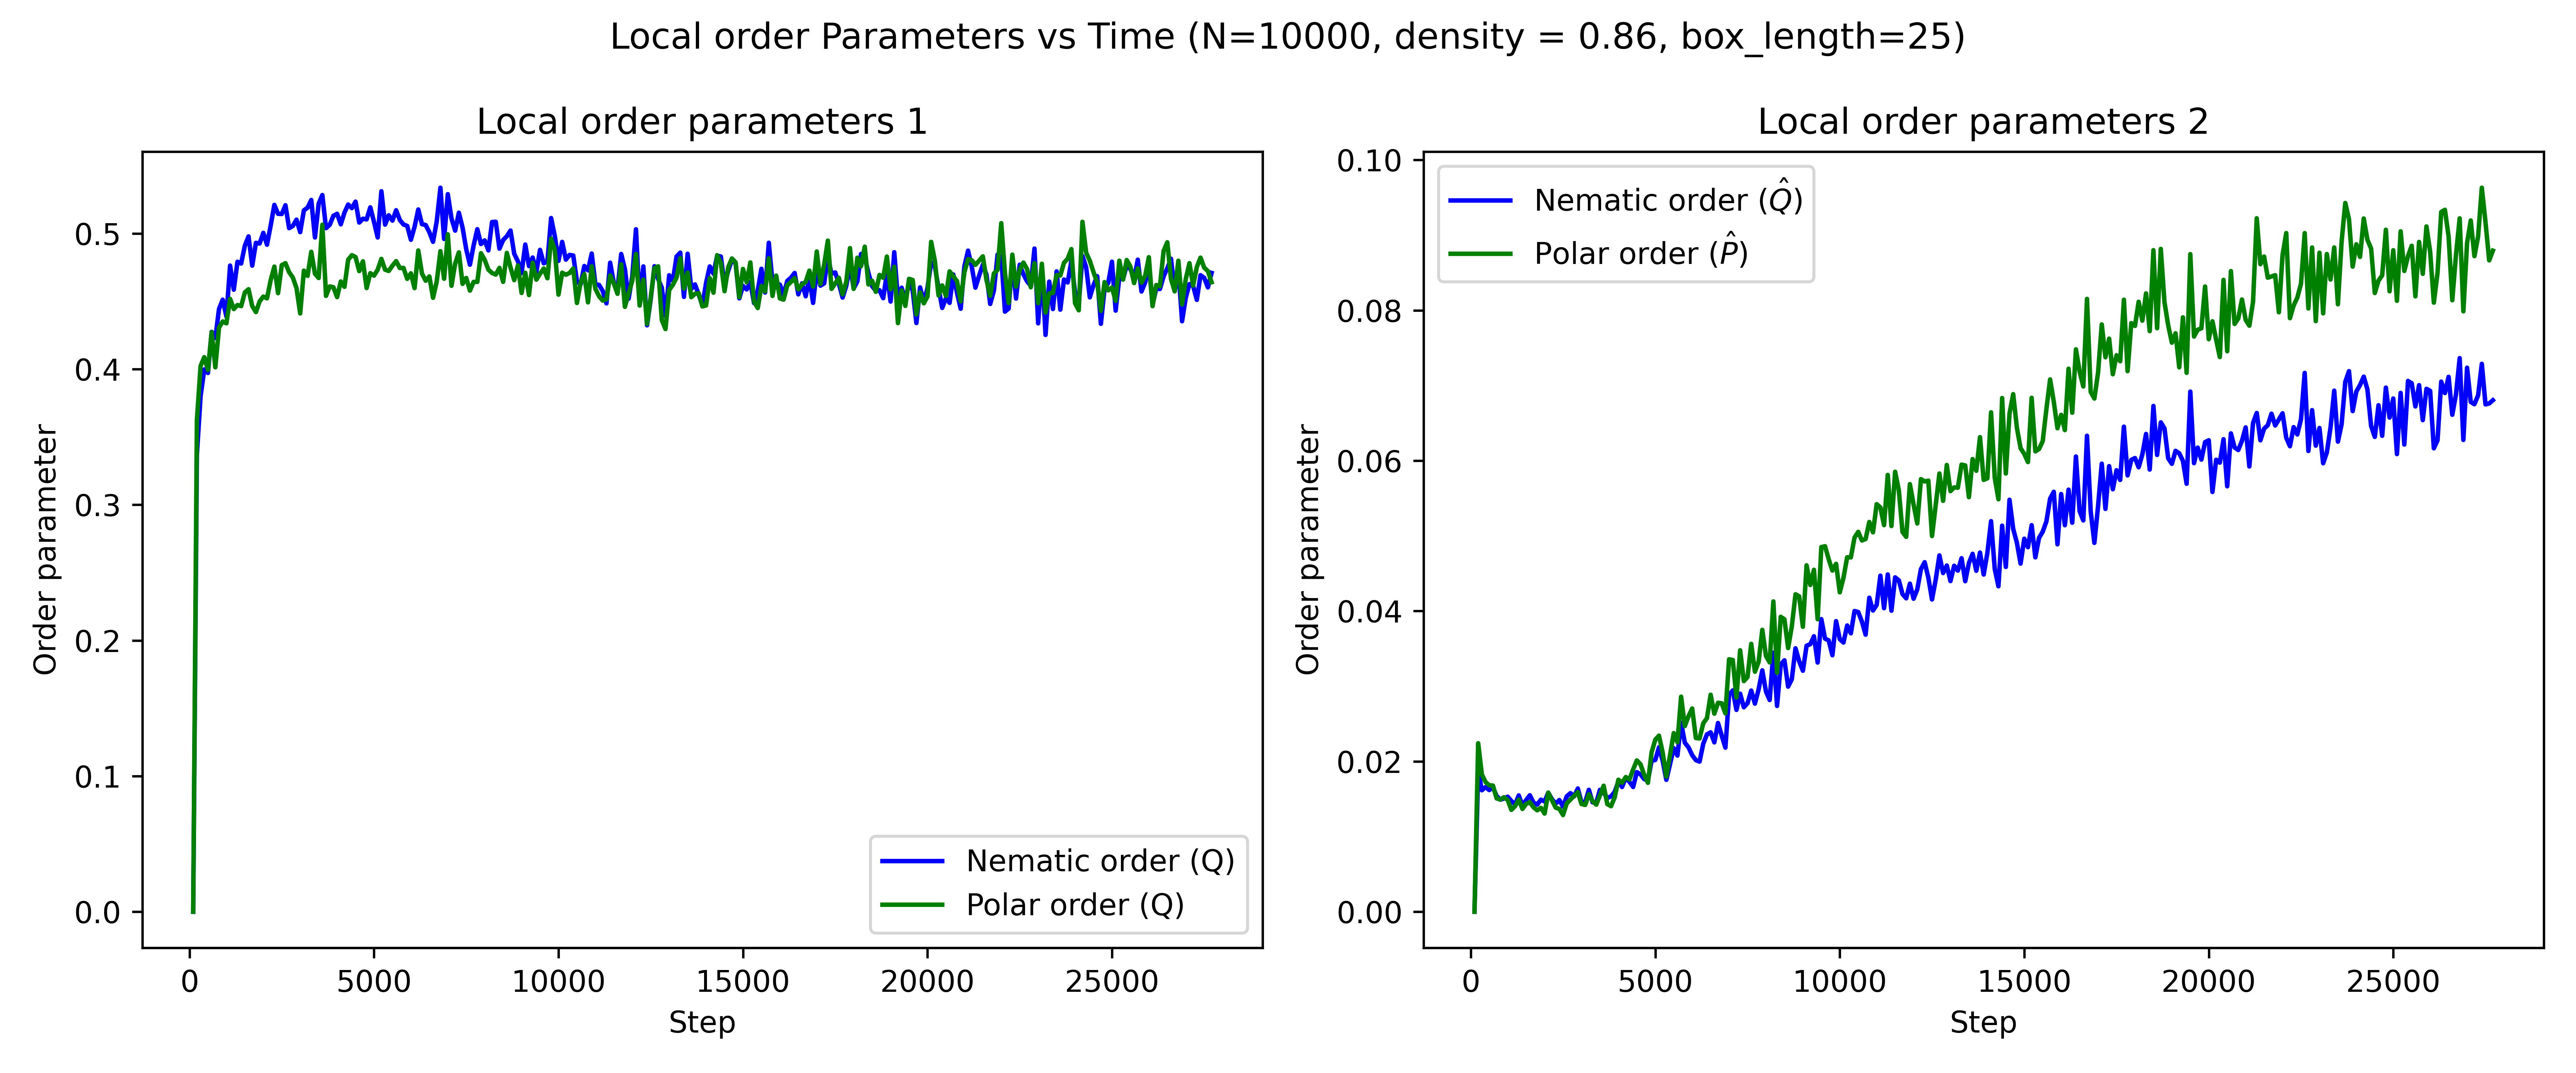 Local order Parameters vs Time (N=10000, density = 0.86, box_length=25)
Local order parameters 1
Order parameter
0.5
0.4
0.3
0.2
0.1
0.0
Nematic order (Q)
Polar order (Q)
0 5000 10000 15000 20000 25000
Step
Local order parameters 2
Order parameter
0.10
0.08
0.06
0.04
0.02
0.00
Nematic order (Q̂)
Polar order (P̂)
0 5000 10000 15000 20000 25000
Step